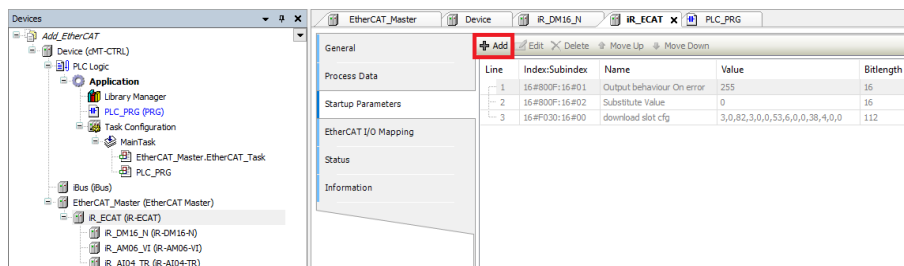 Devices
Add_EtherCAT
Device (cMT-CTRL)
PLC Logic
Application
Library Manager
PLC_PRG (PRG)
Task Configuration
MainTask
EtherCAT_Master.EtherCAT_Task
PLC_PRG
iBus (iBus)
EtherCAT_Master (EtherCAT Master)
iR_ECAT (iR-ECAT)
iR_DM16_N (iR-DM16-N)
iR_AM06_VI (iR-AM06-VI)
iR_AI04_TR (iR-AI04-TR)
EtherCAT_Master Device iR_DM16_N iR_ECAT PLC_PRG
General
Process Data
Startup Parameters
EtherCAT I/O Mapping
Status
Information
Add Edit Delete Move Up Move Down
Line Index:Subindex Name Value Bitlength
1 16#800F:16#01 Output behaviour On error 255 16
2 16#800F:16#02 Substitute Value 0 16
3 16#F030:16#00 download slot cfg 3,0,82,3,0,0,53,6,0,0,38,4,0,0 112